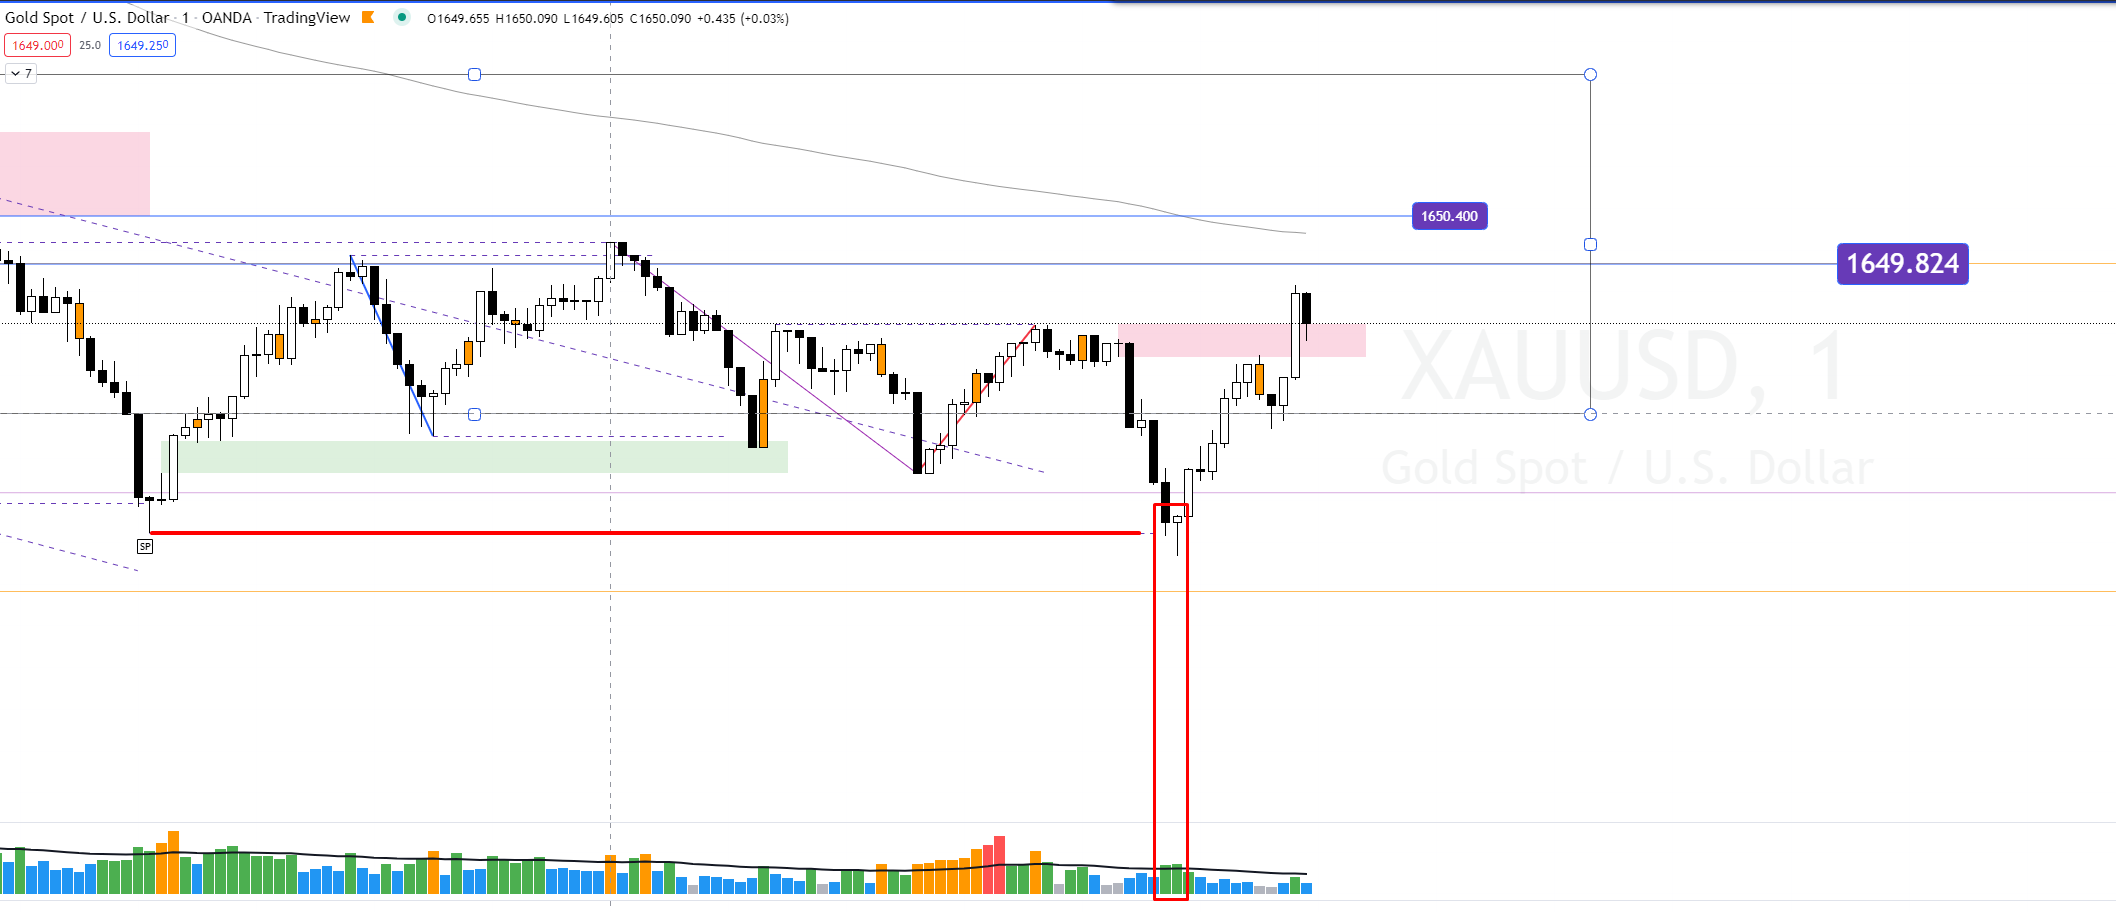 Gold Spot / U.S. Dollar · 1 · OANDA · TradingView O1649.655 H1650.090 L1649.605 C1650.090 +0.435 (+0.03%)
1649.000 25.0 1649.250
7
1650.400
1649.824
XAUUSD, 1
Gold Spot / U.S. Dollar
SP